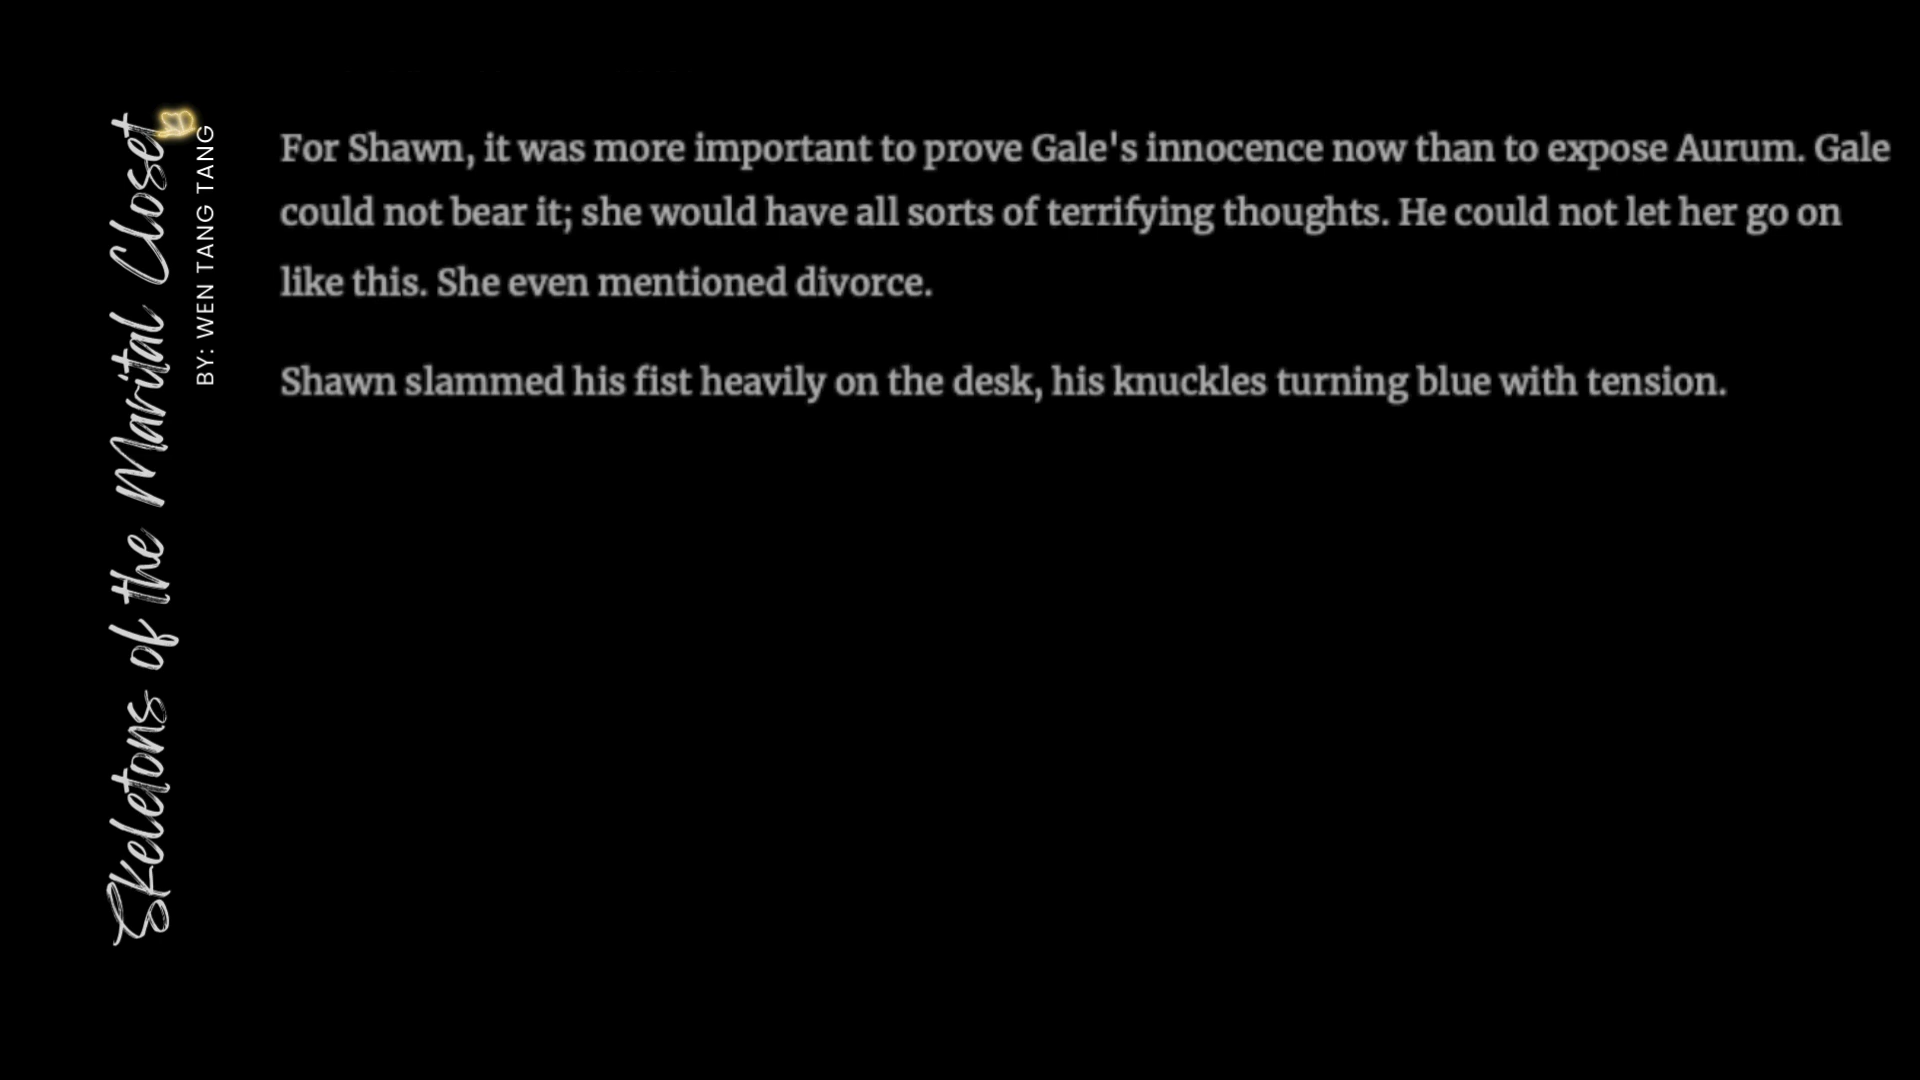 Skeletons of the Marital Closet
BY: WEN TANG TANG
For Shawn, it was more important to prove Gale's innocence now than to expose Aurum. Gale
could not bear it; she would have all sorts of terrifying thoughts. He could not let her go on
like this. She even mentioned divorce.
Shawn slammed his fist heavily on the desk, his knuckles turning blue with tension.